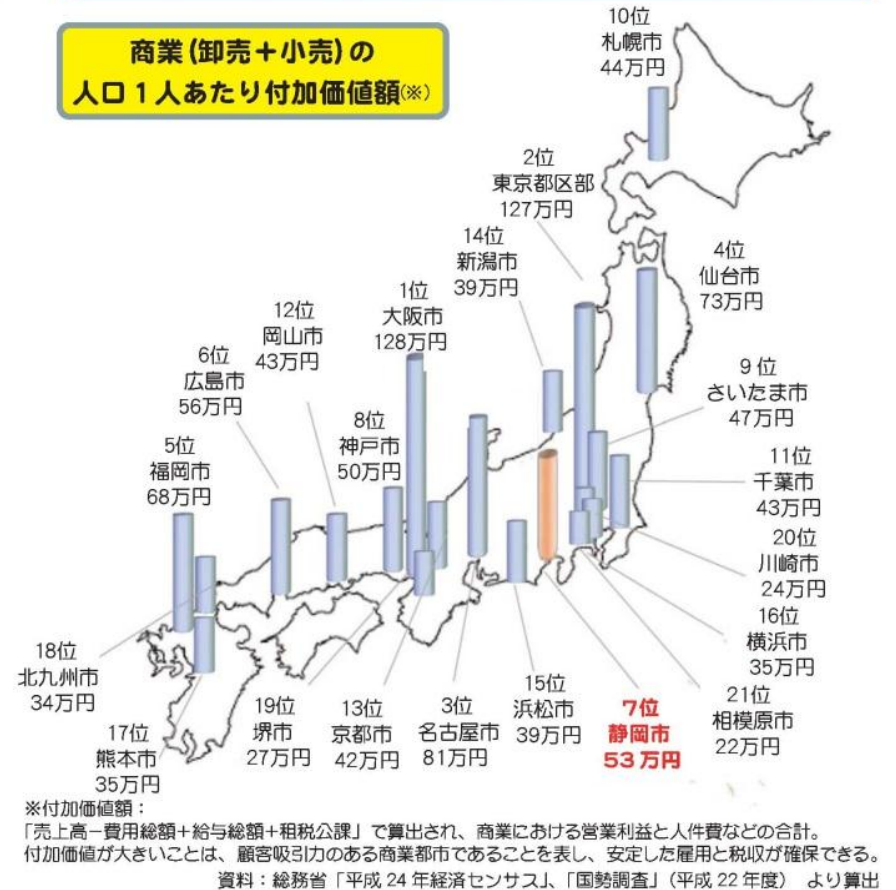 商業(卸売+小売)の
人口1人あたり付加価値額(※)
10位
札幌市
44万円
2位
東京都区部
127万円
14位
新潟市
39万円
4位
仙台市
73万円
1位
大阪市
128万円
12位
岡山市
43万円
6位
広島市
56万円
9位
さいたま市
47万円
8位
神戸市
50万円
5位
福岡市
68万円
11位
千葉市
43万円
20位
川崎市
24万円
16位
横浜市
35万円
18位
北九州市
34万円
21位
相模原市
22万円
19位
堺市
27万円
13位
京都市
42万円
3位
名古屋市
81万円
15位
浜松市
39万円
7位
静岡市
53万円
17位
熊本市
35万円
※付加価値額:
「売上高-費用総額+給与総額+租税公課」で算出され、商業における営業利益と人件費などの合計。
付加価値が大きいことは、顧客吸引力のある商業都市であることを表し、安定した雇用と税収が確保できる。
資料:総務省「平成24年経済センサス」、「国勢調査」(平成22年度) より算出